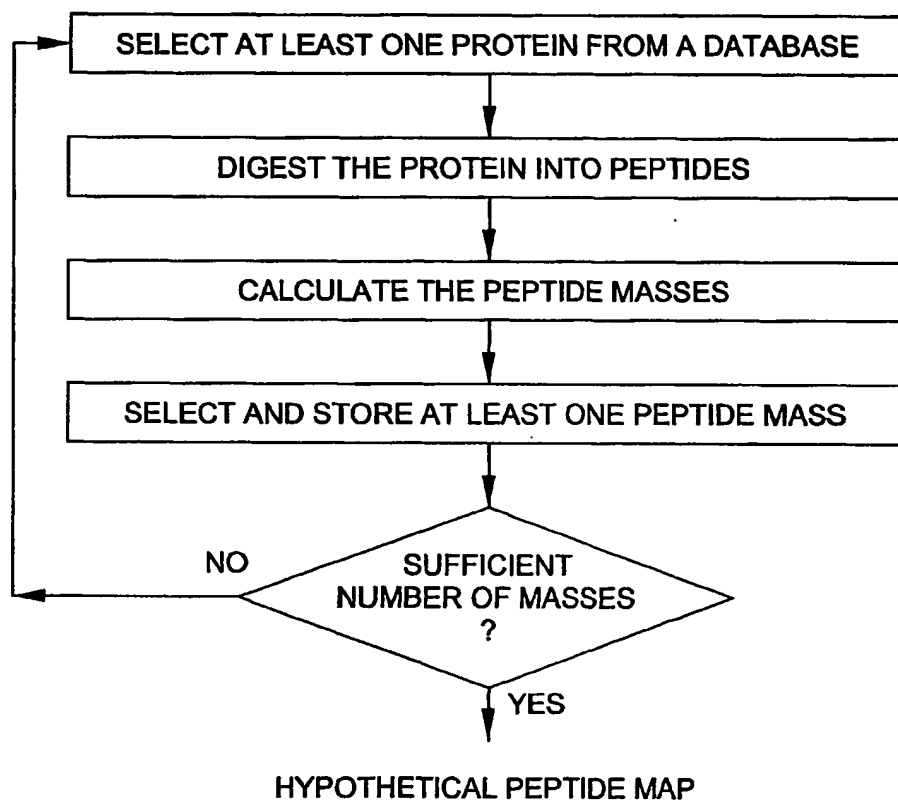 SELECT AT LEAST ONE PROTEIN FROM A DATABASE
DIGEST THE PROTEIN INTO PEPTIDES
CALCULATE THE PEPTIDE MASSES
SELECT AND STORE AT LEAST ONE PEPTIDE MASS
NO
SUFFICIENT
NUMBER OF MASSES
?
YES
HYPOTHETICAL PEPTIDE MAP